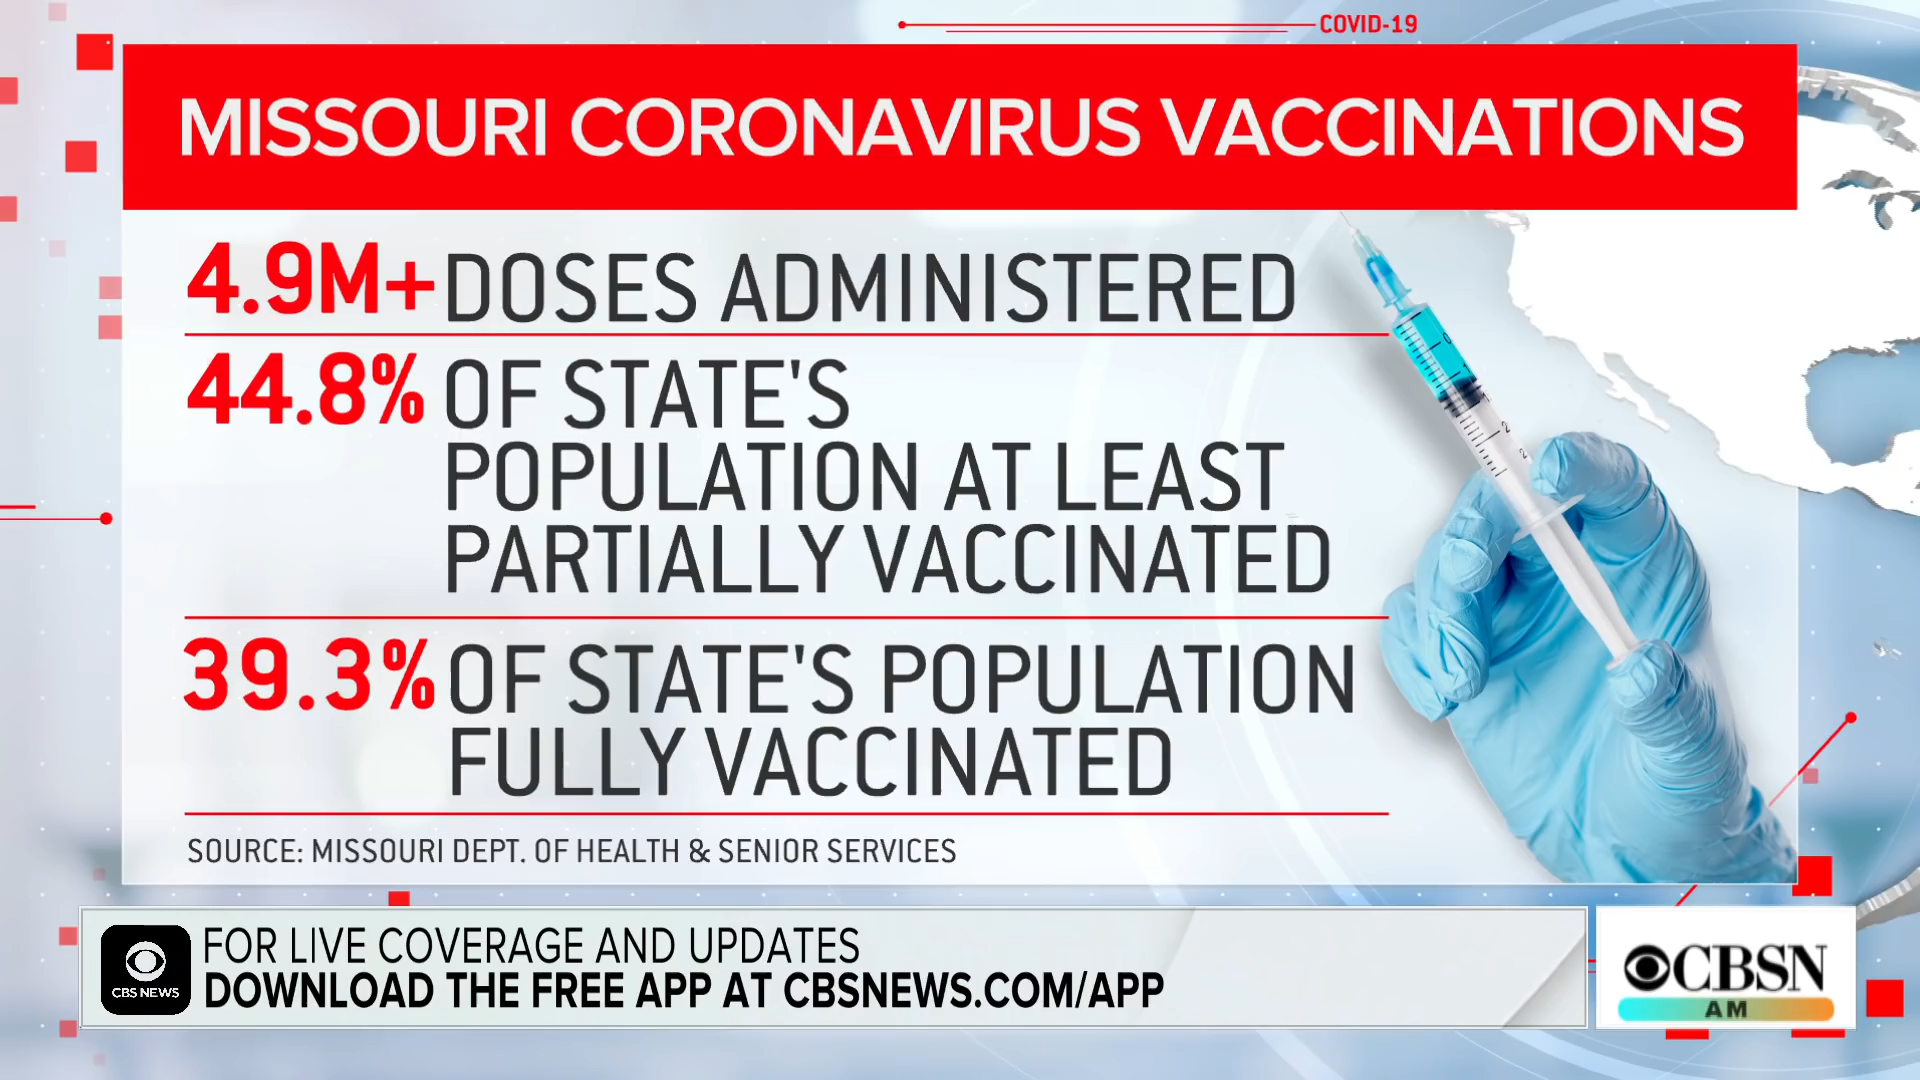 COVID-19
MISSOURI CORONAVIRUS VACCINATIONS
4.9M+ DOSES ADMINISTERED
44.8% OF STATE'S
POPULATION AT LEAST
PARTIALLY VACCINATED
39.3% OF STATE'S POPULATION
FULLY VACCINATED
SOURCE: MISSOURI DEPT. OF HEALTH & SENIOR SERVICES
FOR LIVE COVERAGE AND UPDATES
DOWNLOAD THE FREE APP AT CBSNEWS.COM/APP
CBS NEWS
CBSN
AM